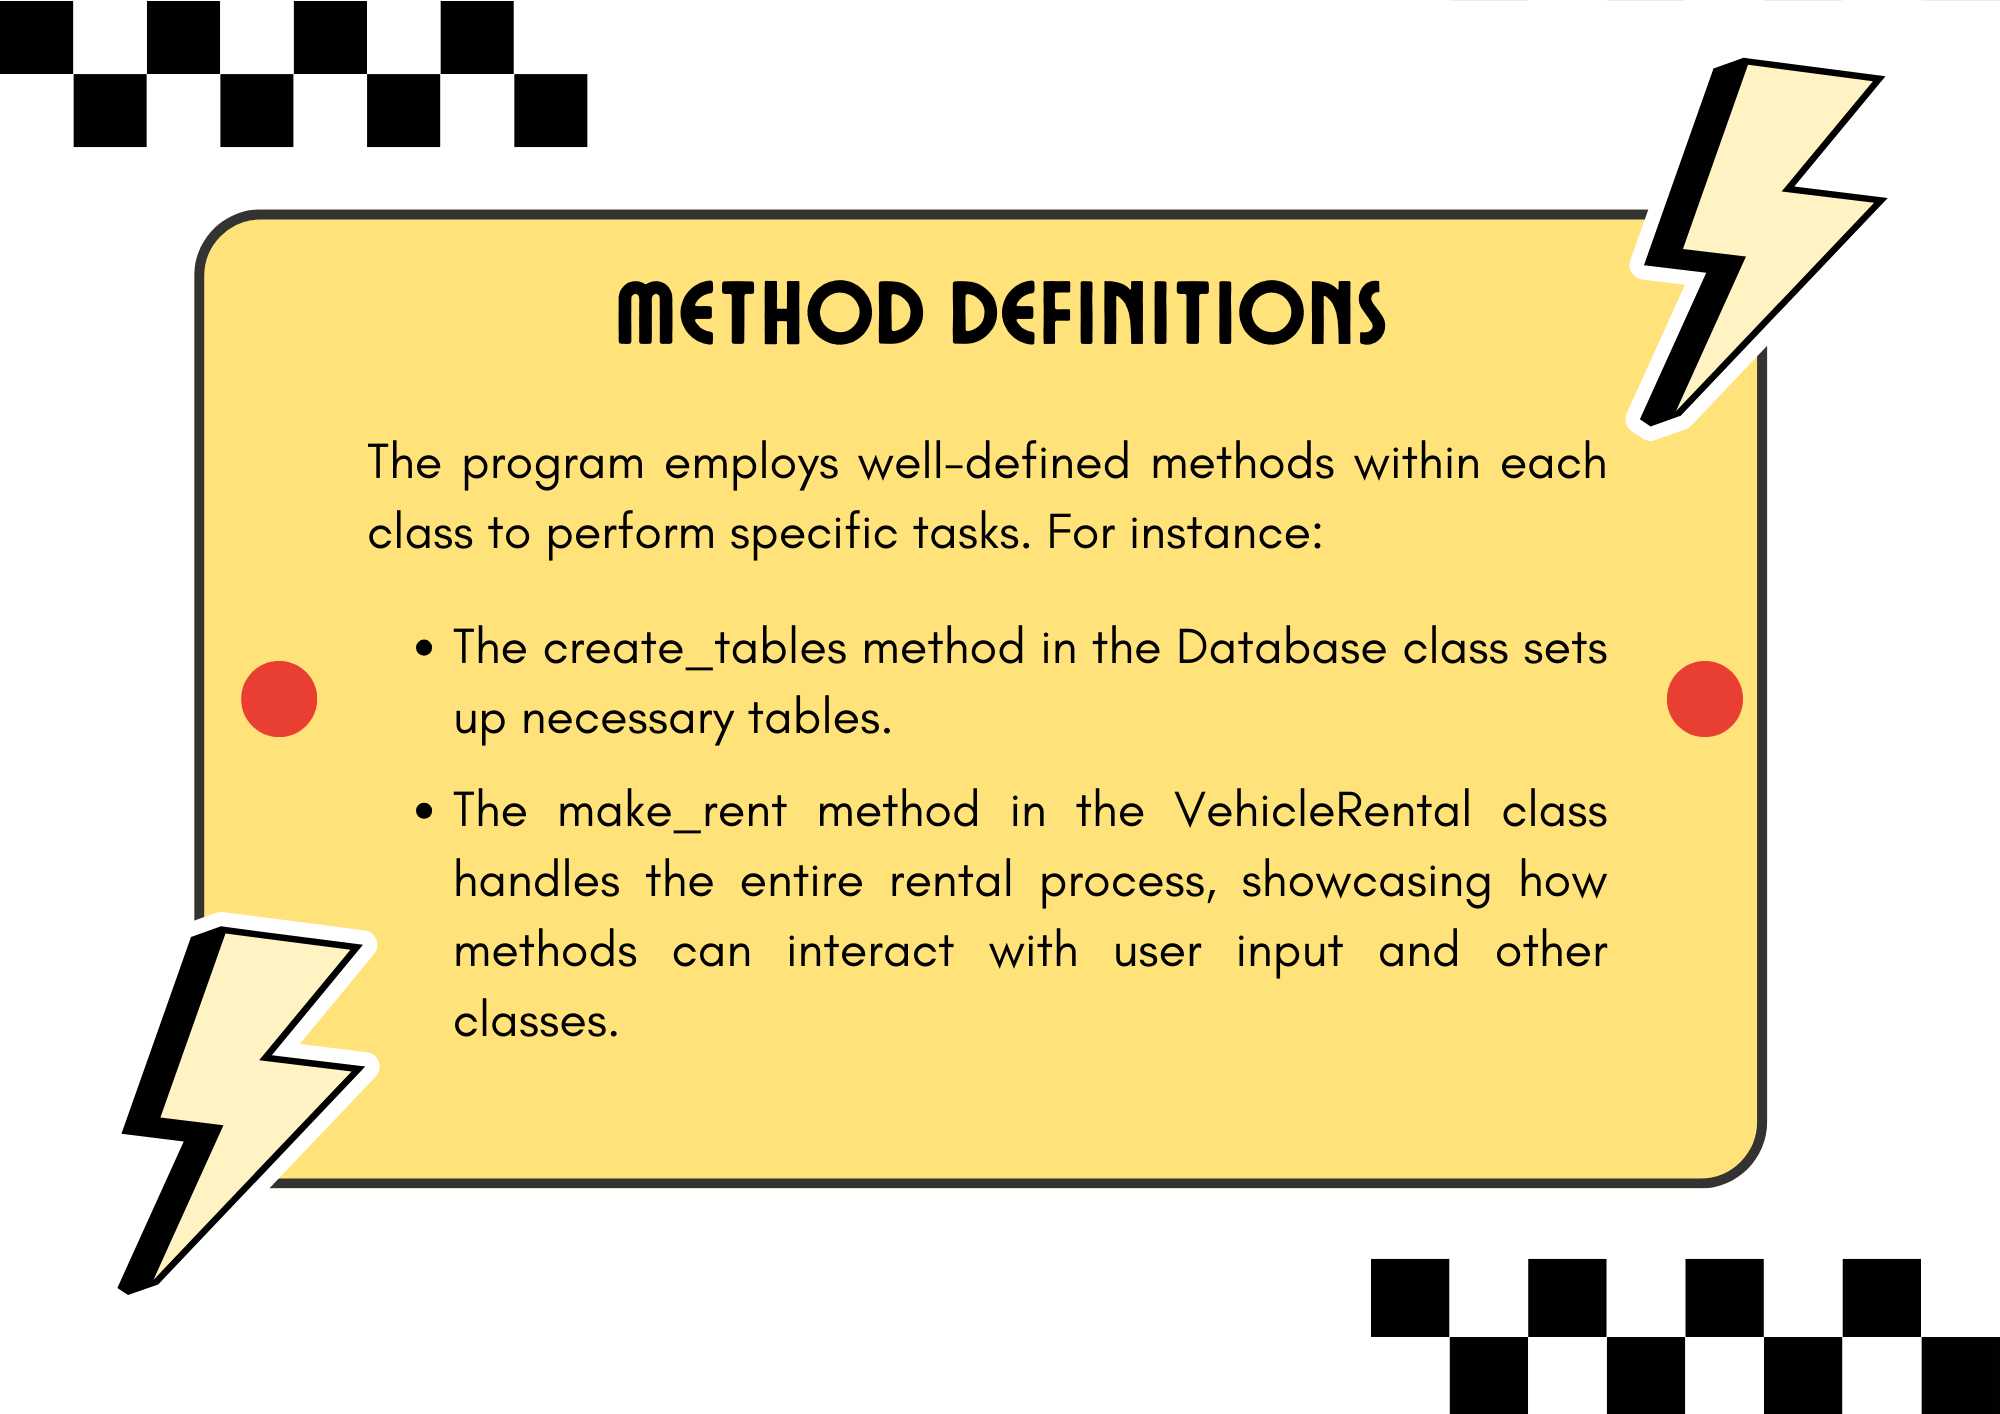 METHOD DEFINITIONS
The program employs well-defined methods within each
class to perform specific tasks. For instance:
• The create_tables method in the Database class sets
up necessary tables.
• The make_rent method in the VehicleRental class
handles the entire rental process, showcasing how
methods can interact with user input and other
classes.